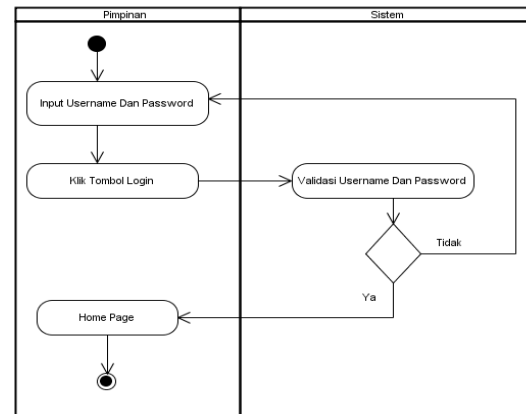 Pimpinan
Sistem
Input Username Dan Password
Klik Tombol Login
Validasi Username Dan Password
Tidak
Ya
Home Page